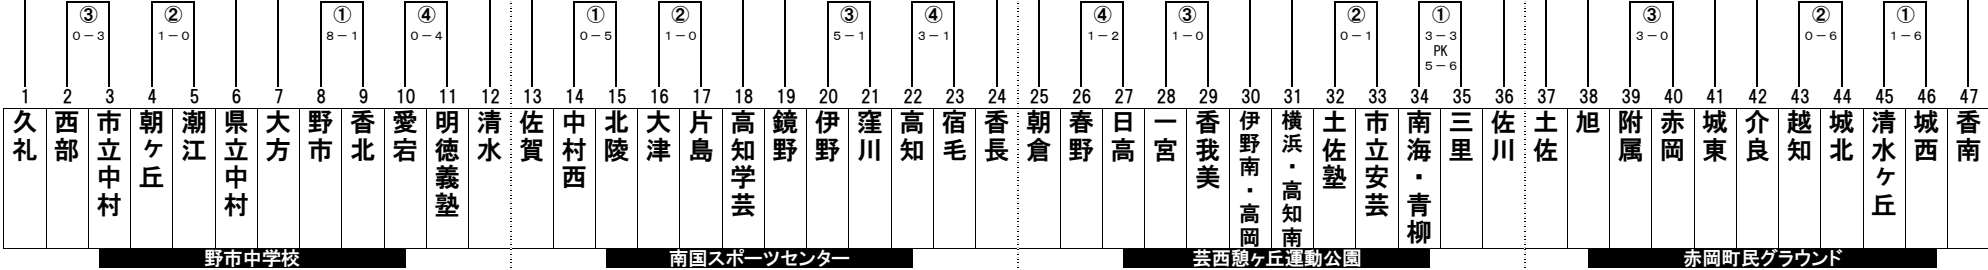 ③ ② ① ④ ① ② ③ ④ ④ ③ ② ① ③ ② ①
0－3 1－0 8－1 0－4 0－5 1－0 5－1 3－1 1－2 1－0 0－1 3－3 3－0 0－6 1－6
PK
5－6
1 2 3 4 5 6 7 8 9 10 11 12 13 14 15 16 17 18 19 20 21 22 23 24 25 26 27 28 29 30 31 32 33 34 35 36 37 38 39 40 41 42 43 44 45 46 47
久礼
西部
市立中村
朝ヶ丘
潮江
県立中村
大方
野市
香北
愛宕
明徳義塾
清水
佐賀
中村西
北陵
大津
片島
高知学芸
鏡野
伊野
窪川
高知
宿毛
香長
朝倉
春野
日高
一宮
香我美
伊野南・高岡
横浜・高知南
土佐塾
市立安芸
南海・青柳
三里
佐川
土佐
旭
附属
赤岡
城東
介良
越知
城北
清水ヶ丘
城西
香南
野市中学校 南国スポーツセンター 芸西憩ヶ丘運動公園 赤岡町民グラウンド